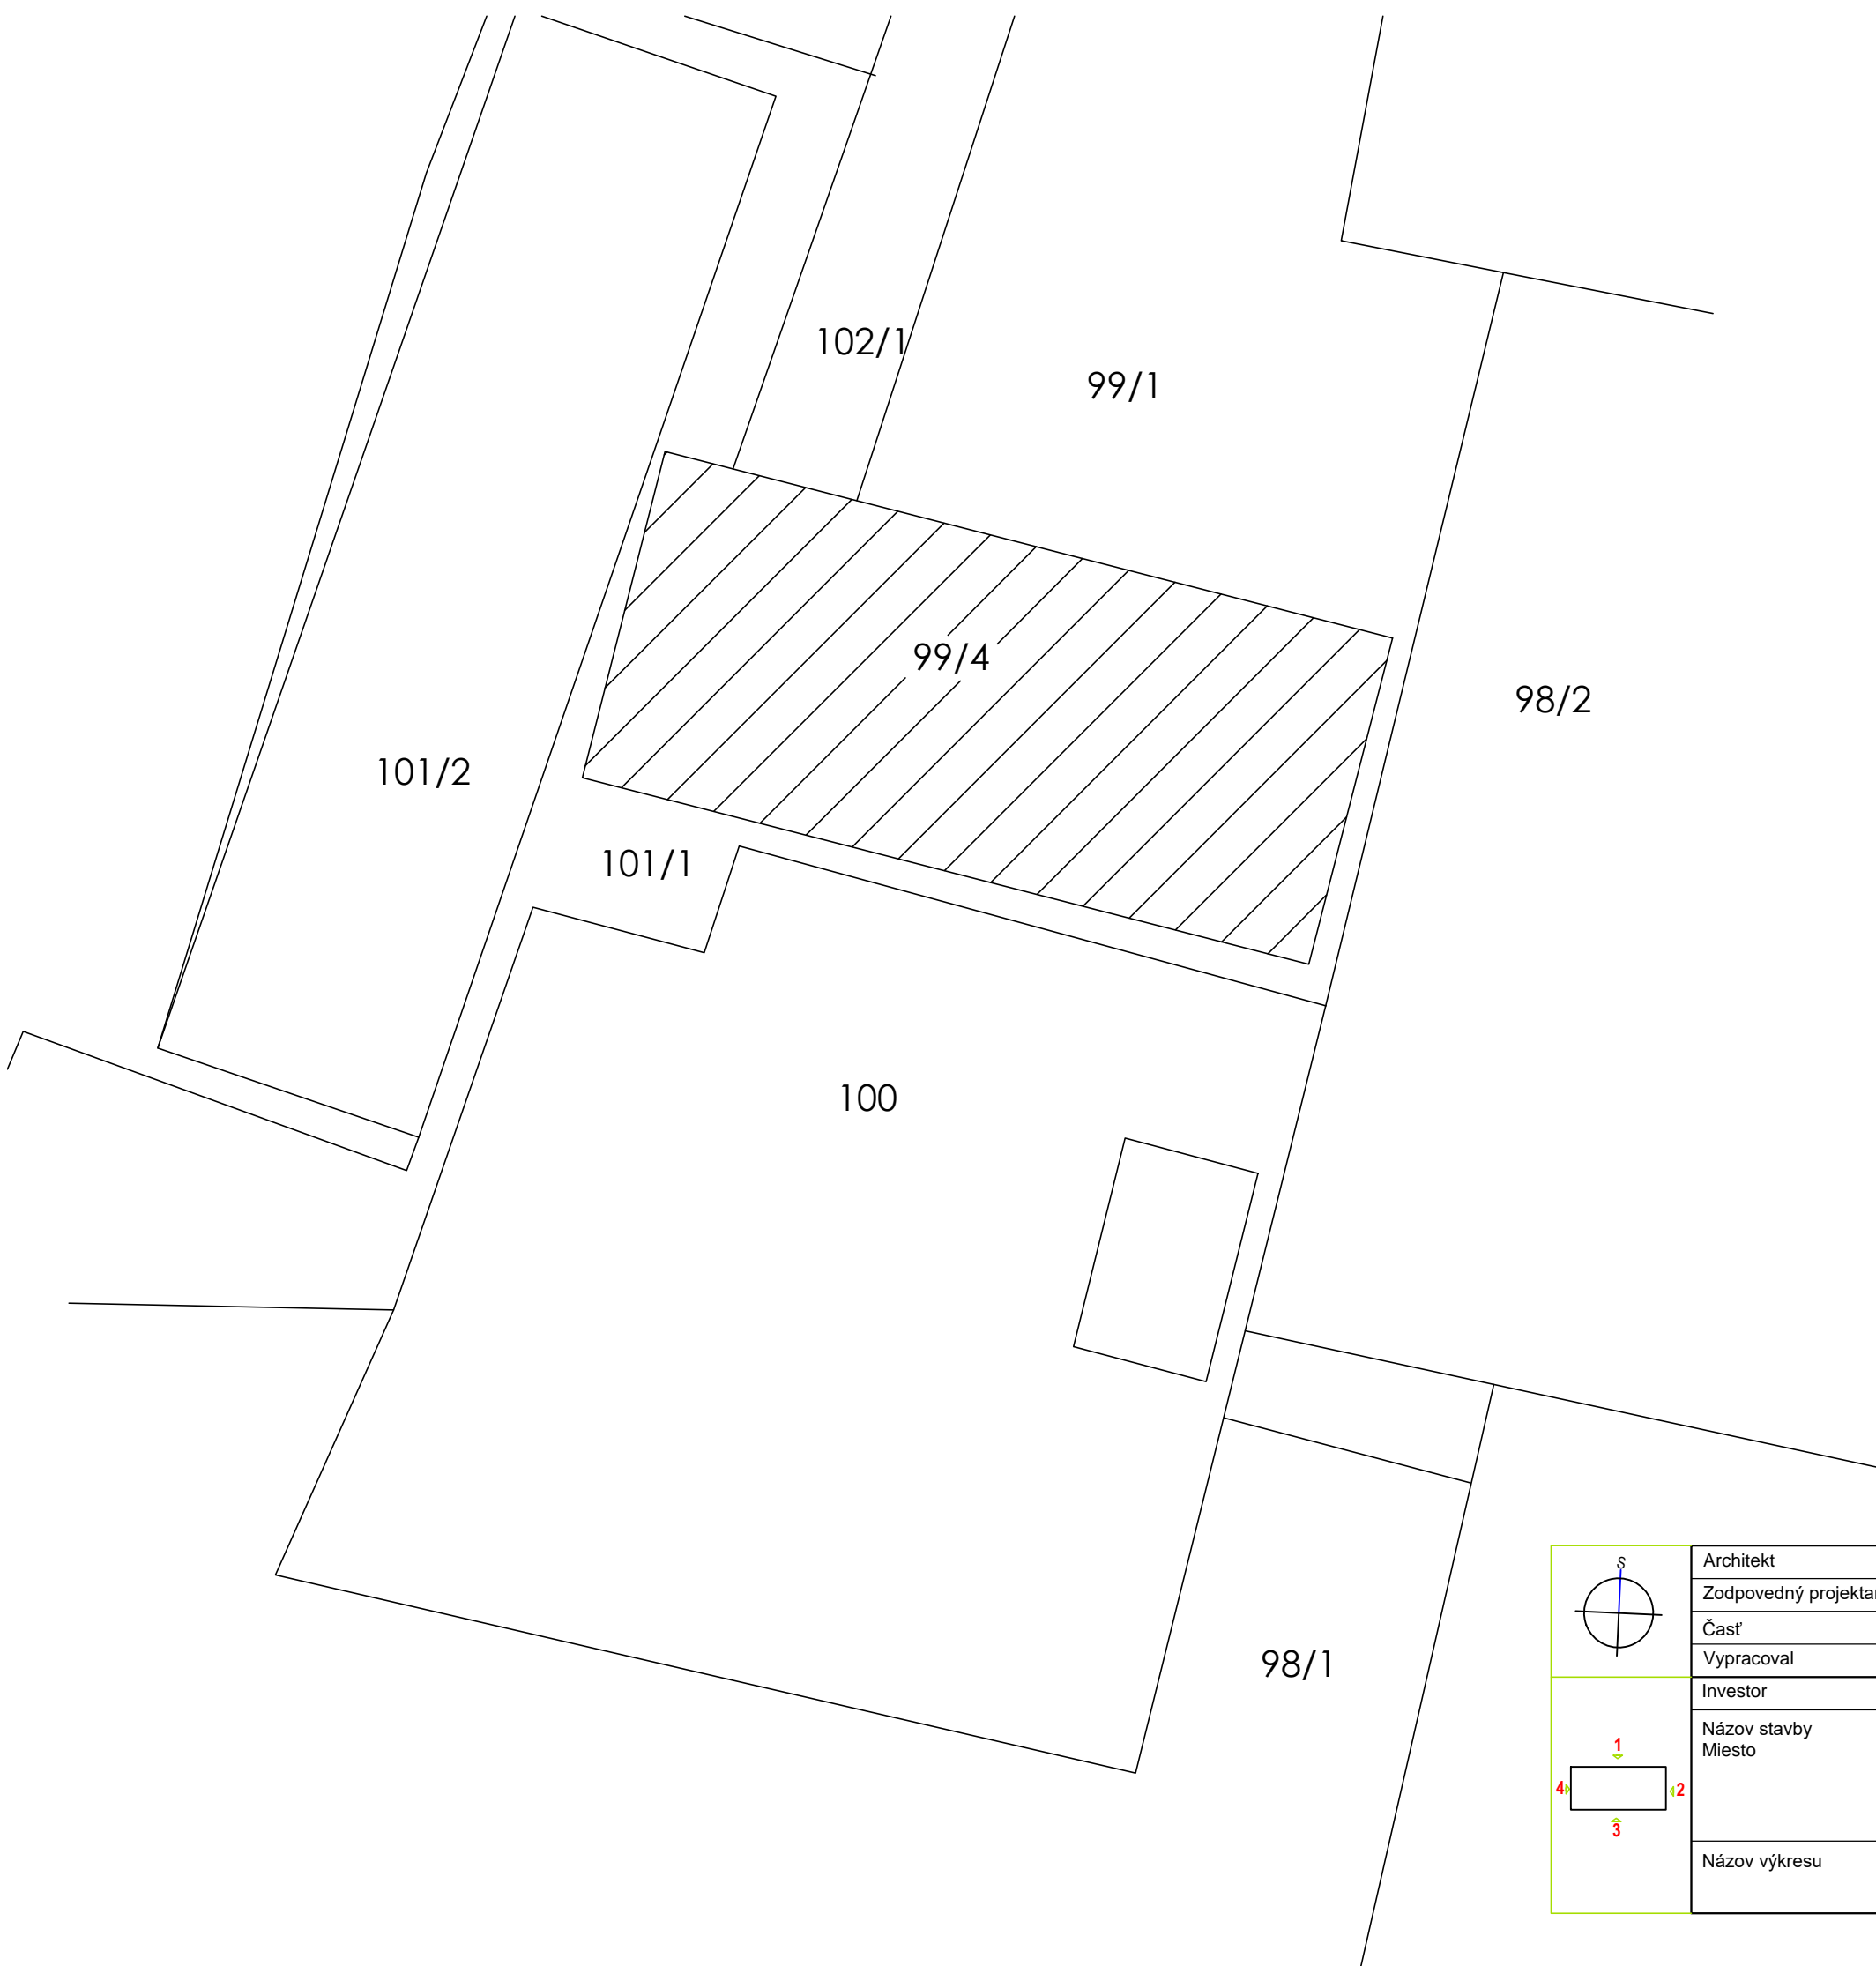 102/1
99/1
99/4
98/2
101/2
101/1
100
98/1
S
Architekt
Zodpovedný projektan
Časť
Vypracoval
Investor
Názov stavby
Miesto
1
4
2
3
Názov výkresu